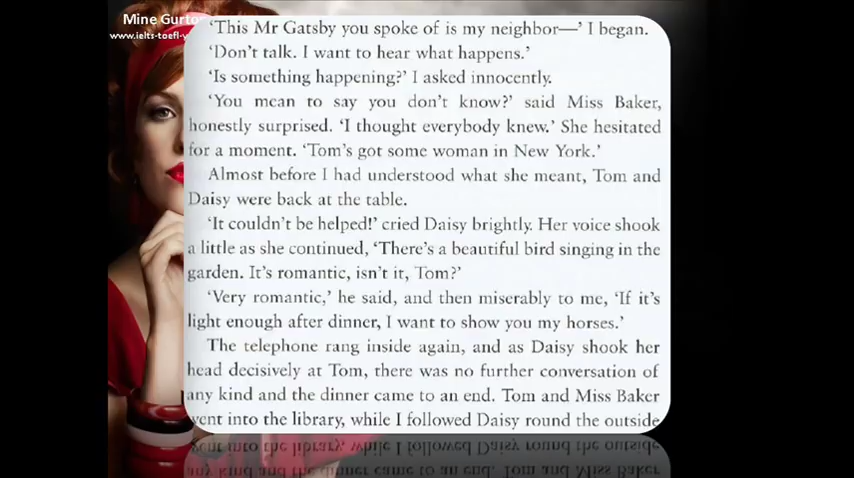 Mine Gurto
www.ielts-toefl-y
'This Mr Gatsby you spoke of is my neighbor—' I began.
'Don't talk. I want to hear what happens.'
'Is something happening?' I asked innocently.
'You mean to say you don't know?' said Miss Baker,
honestly surprised. 'I thought everybody knew.' She hesitated
for a moment. 'Tom's got some woman in New York.'
Almost before I had understood what she meant, Tom and
Daisy were back at the table.
'It couldn't be helped!' cried Daisy brightly. Her voice shook
a little as she continued, 'There's a beautiful bird singing in the
garden. It's romantic, isn't it, Tom?'
'Very romantic,' he said, and then miserably to me, 'If it's
light enough after dinner, I want to show you my horses.'
The telephone rang inside again, and as Daisy shook her
head decisively at Tom, there was no further conversation of
any kind and the dinner came to an end. Tom and Miss Baker
went into the library, while I followed Daisy round the outside